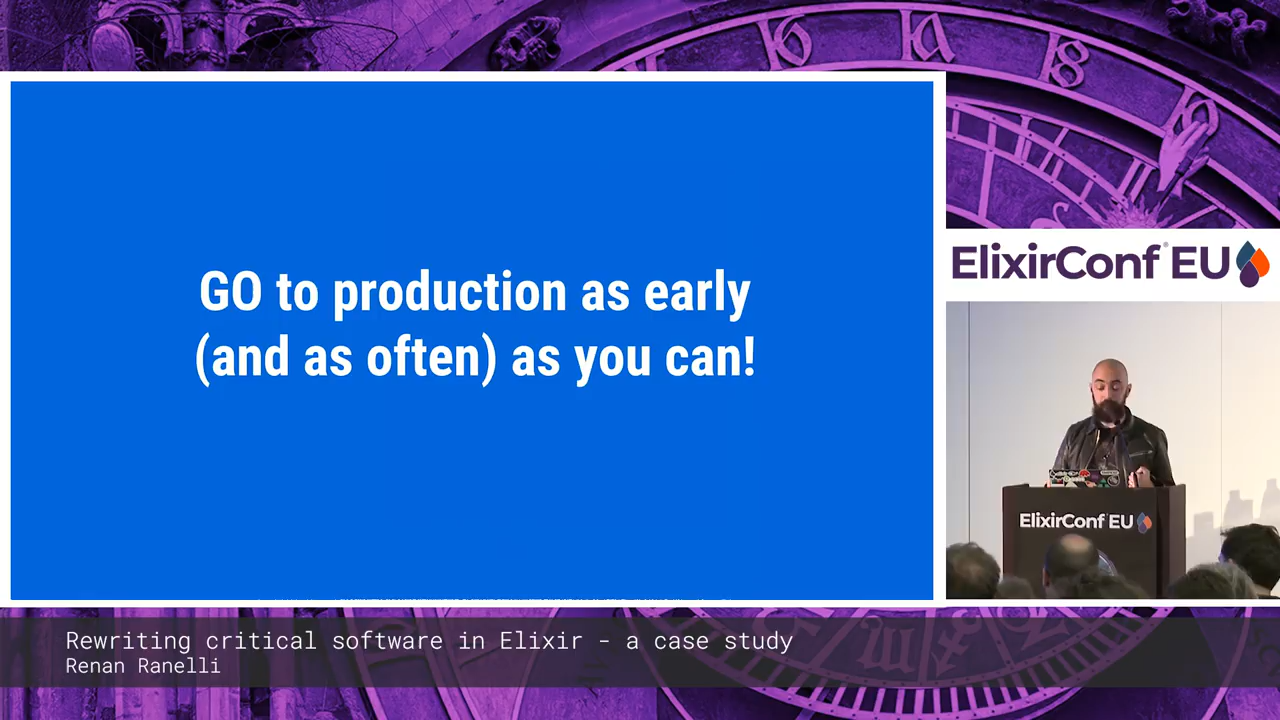 GO to production as early
(and as often) as you can!
ElixirConf® EU
ElixirConf EU
Rewriting critical software in Elixir - a case study
Renan Ranelli